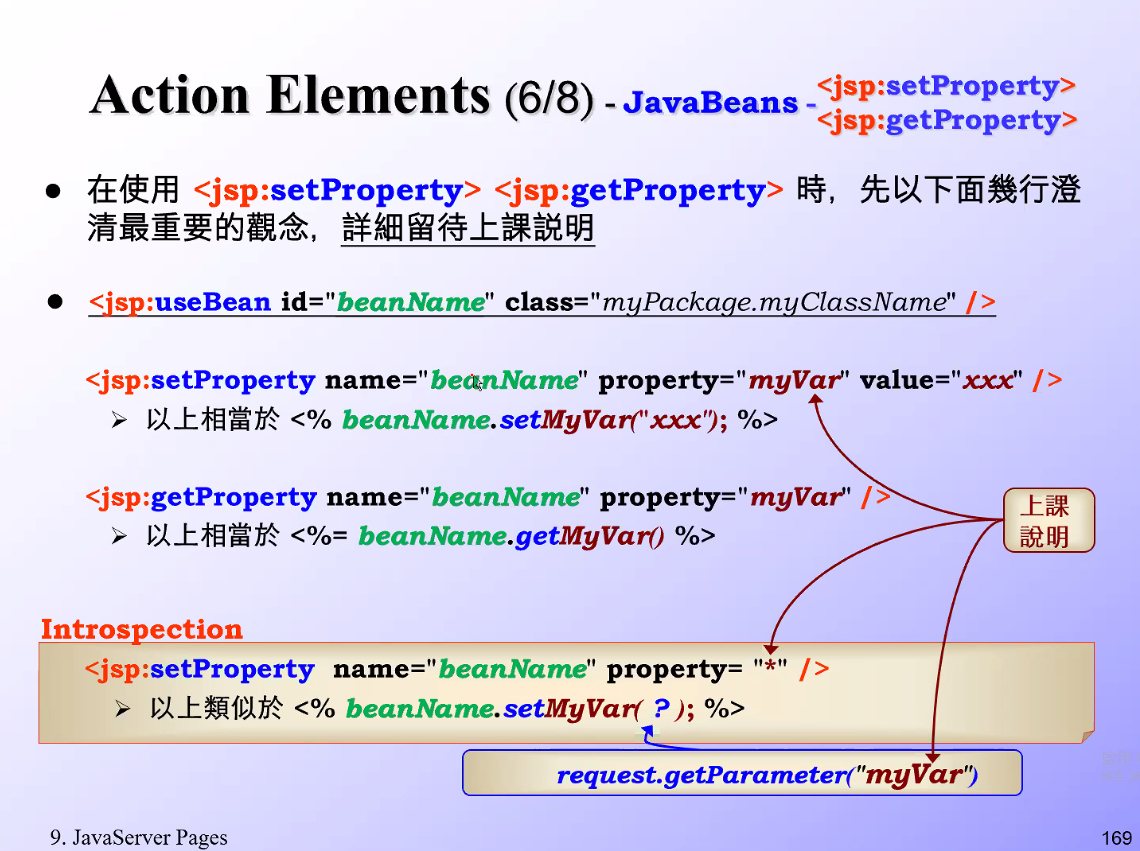 Action Elements (6/8) - JavaBeans - <jsp:setProperty>
<jsp:getProperty>
● 在使用 <jsp:setProperty> <jsp:getProperty> 時，先以下面幾行澄
清最重要的觀念，詳細留待上課說明
● <jsp:useBean id="beanName" class="myPackage.myClassName" />
<jsp:setProperty name="beanName" property="myVar" value="xxx" />
➢ 以上相當於 <% beanName.setMyVar("xxx"); %>
<jsp:getProperty name="beanName" property="myVar" />
➢ 以上相當於 <%= beanName.getMyVar() %>
上課
說明
Introspection
<jsp:setProperty name="beanName" property= "*" />
➢ 以上類似於 <% beanName.setMyVar( ? ); %>
request.getParameter("myVar")
9. JavaServer Pages
169